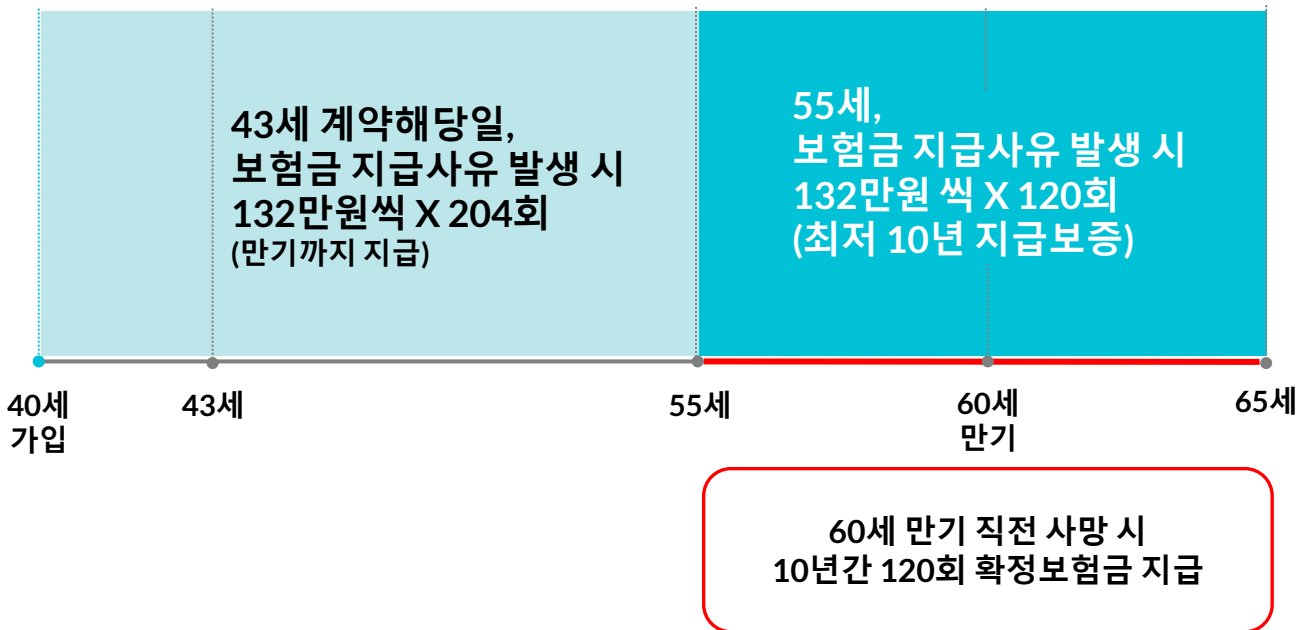 43세 계약해당일,
보험금 지급사유 발생 시
132만원씩 X 204회
(만기까지 지급)
55세,
보험금 지급사유 발생 시
132만원 씩 X 120회
(최저 10년 지급보증)
40세
가입
43세
55세
60세
만기
65세
60세 만기 직전 사망 시
10년간 120회 확정보험금 지급